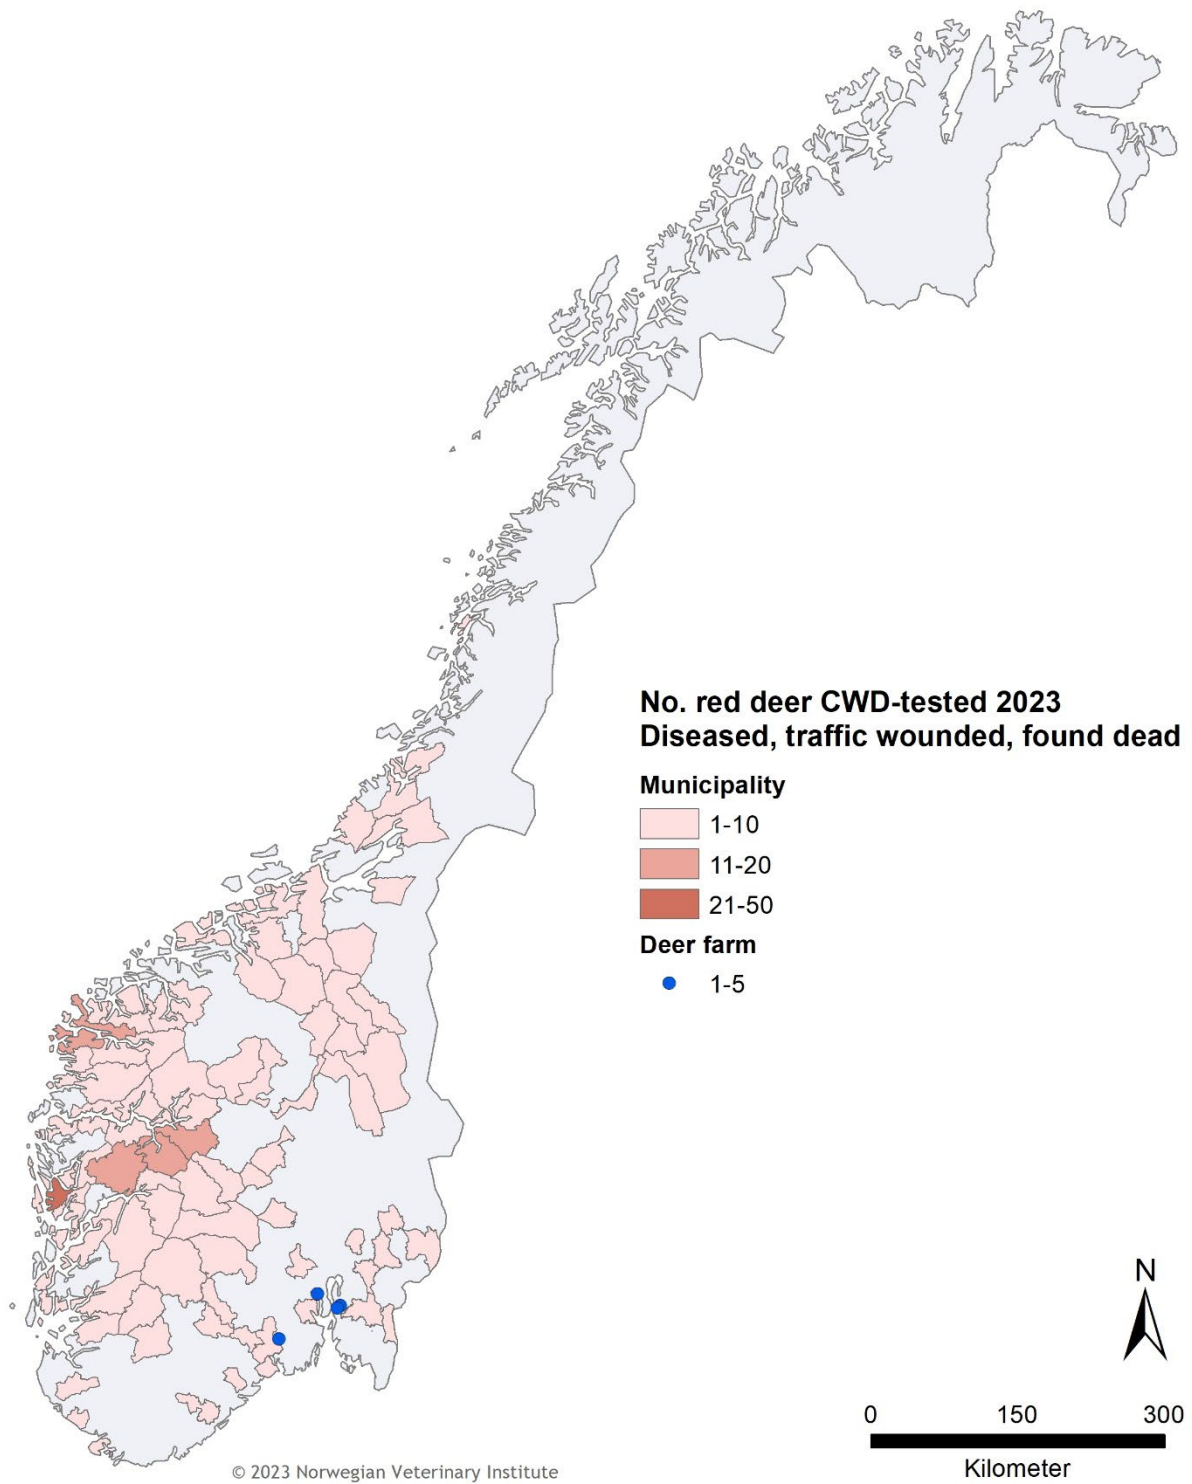 No. red deer CWD-tested 2023
Diseased, traffic wounded, found dead
Municipality
1-10
11-20
21-50
Deer farm
1-5
N
0 150 300
Kilometer
© 2023 Norwegian Veterinary Institute